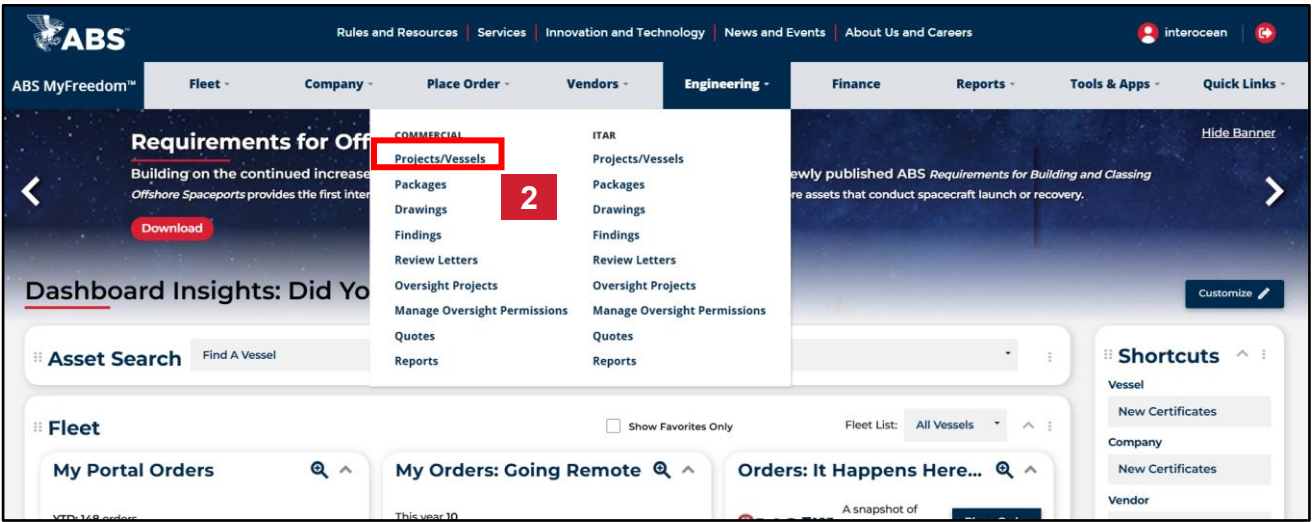 ABS
Rules and Resources | Services | Innovation and Technology | News and Events | About Us and Careers
interocean
ABS MyFreedom™ Fleet Company Place Order Vendors Engineering Finance Reports Tools & Apps Quick Links
Requirements for Off
Hide Banner
Building on the continued increase
ewly published ABS Requirements for Building and Classing
Offshore Spaceports provides the first inter
re assets that conduct spacecraft launch or recovery.
Download
COMMERCIAL
Projects/Vessels
Packages
Drawings
Findings
Review Letters
Oversight Projects
Manage Oversight Permissions
Quotes
Reports
2
ITAR
Projects/Vessels
Packages
Drawings
Findings
Review Letters
Oversight Projects
Manage Oversight Permissions
Quotes
Reports
Dashboard Insights: Did Yo
Customize
Asset Search Find A Vessel
Fleet
Show Favorites Only
Fleet List: All Vessels
My Portal Orders
YTD: 148 orders
My Orders: Going Remote
This year 10
Orders: It Happens Here...
A snapshot of
Shortcuts
Vessel
New Certificates
Company
New Certificates
Vendor